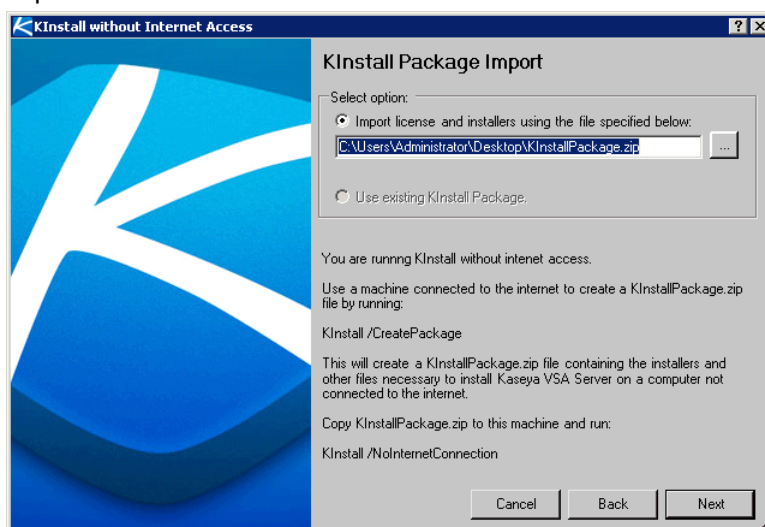 KInstall without Internet Access
KInstall Package Import
Select option:
Import license and installers using the file specified below:
C:\Users\Administrator\Desktop\KInstallPackage.zip
...
Use existing KInstall Package.
You are runnng KInstall without intenet access.
Use a machine connected to the internet to create a KInstallPackage.zip
file by running:
KInstall /CreatePackage
This will create a KInstallPackage.zip file containing the installers and
other files necessary to install Kaseya VSA Server on a computer not
connected to the internet.
Copy KInstallPackage.zip to this machine and run:
KInstall /NoInternetConnection
Cancel Back Next